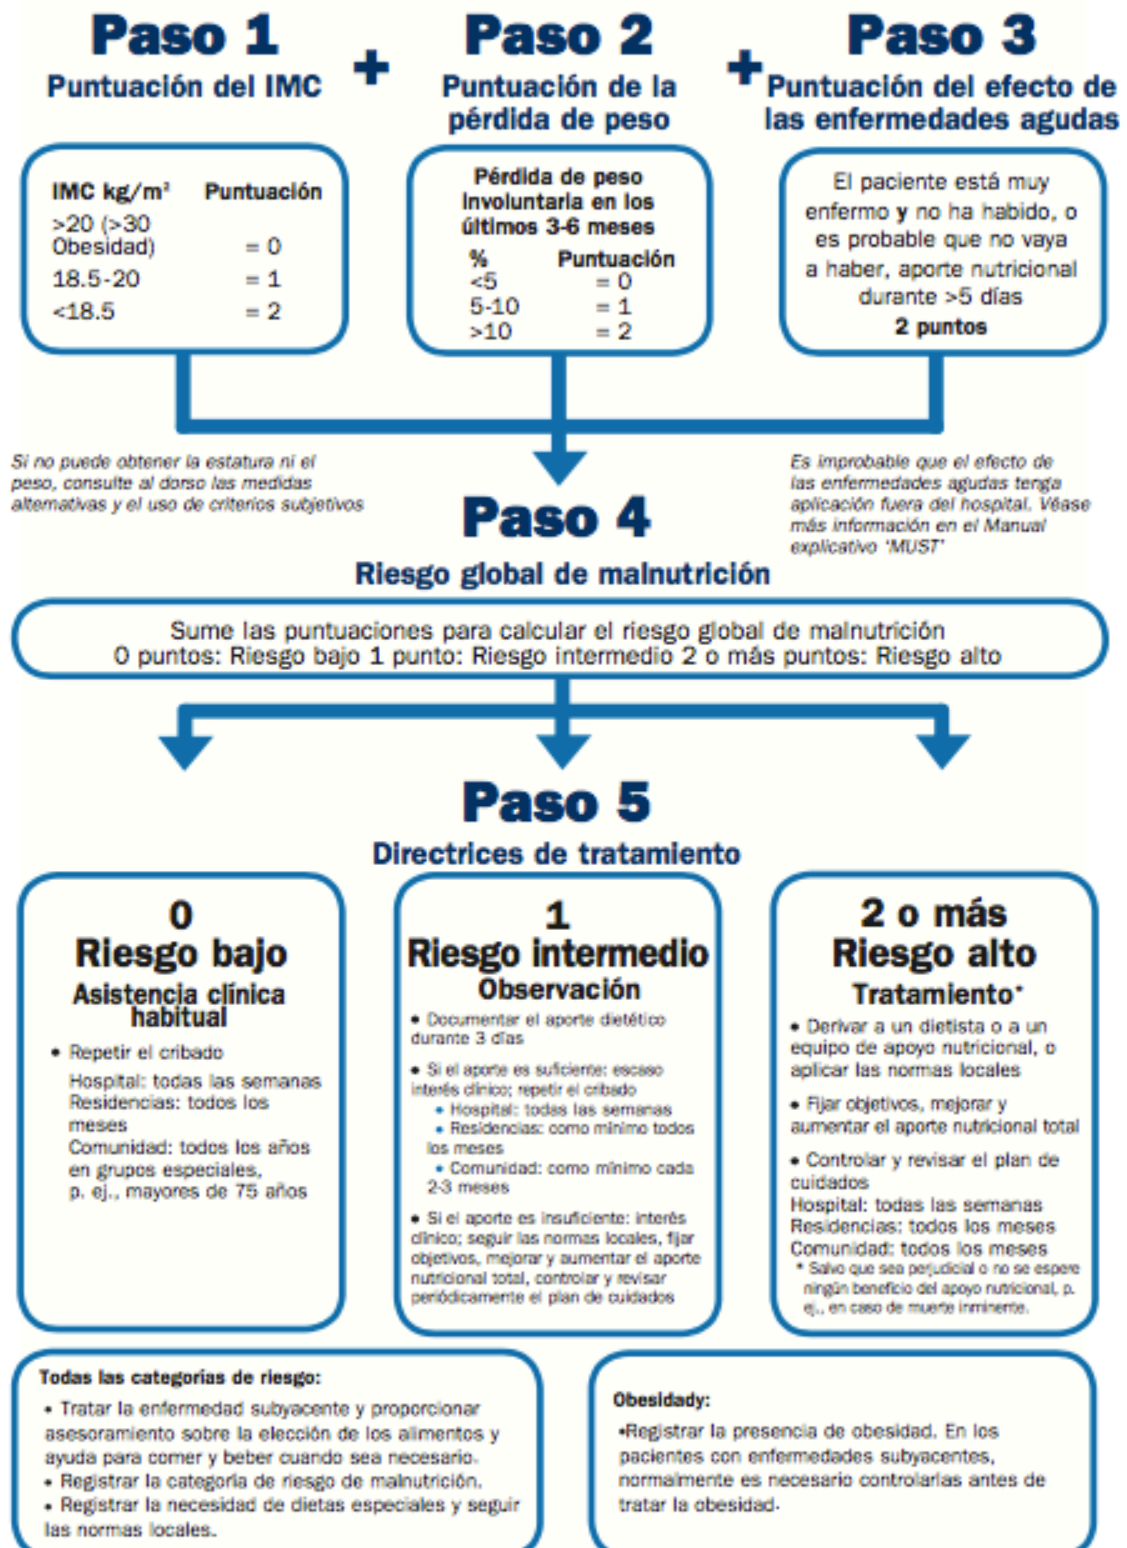 Paso 1
Puntuación del IMC
+
Paso 2
Puntuación de la
pérdida de peso
+
Paso 3
Puntuación del efecto de
las enfermedades agudas
IMC kg/m² Puntuación
>20 (>30
Obesidad) = 0
18.5-20 = 1
<18.5 = 2
Pérdida de peso
Involuntaria en los
últimos 3-6 meses
% Puntuación
<5 = 0
5-10 = 1
>10 = 2
El paciente está muy
enfermo y no ha habido, o
es probable que no vaya
a haber, aporte nutricional
durante >5 días
2 puntos
Si no puede obtener la estatura ni el
peso, consulte al dorso las medidas
alternativas y el uso de criterios subjetivos
Es improbable que el efecto de
las enfermedades agudas tenga
aplicación fuera del hospital. Véase
más información en el Manual
explicativo 'MUST'
Paso 4
Riesgo global de malnutrición
Sume las puntuaciones para calcular el riesgo global de malnutrición
0 puntos: Riesgo bajo 1 punto: Riesgo intermedio 2 o más puntos: Riesgo alto
Paso 5
Directrices de tratamiento
0
Riesgo bajo
Asistencia clínica
habitual
• Repetir el cribado
Hospital: todas las semanas
Residencias: todos los
meses
Comunidad: todos los años
en grupos especiales,
p. ej., mayores de 75 años
1
Riesgo intermedio
Observación
• Documentar el aporte dietético
durante 3 días
• Si el aporte es suficiente: escaso
interés clínico; repetir el cribado
• Hospital: todas las semanas
• Residencias: como mínimo todos
los meses
• Comunidad: como mínimo cada
2-3 meses
• Si el aporte es insuficiente: interés
clínico; seguir las normas locales, fijar
objetivos, mejorar y aumentar el aporte
nutricional total, controlar y revisar
periódicamente el plan de cuidados
2 o más
Riesgo alto
Tratamiento*
• Derivar a un dietista o a un
equipo de apoyo nutricional, o
aplicar las normas locales
• Fijar objetivos, mejorar y
aumentar el aporte nutricional total
• Controlar y revisar el plan de
cuidados
Hospital: todas las semanas
Residencias: todos los meses
Comunidad: todos los meses
* Salvo que sea perjudicial o no se espere
ningún beneficio del apoyo nutricional, p.
ej., en caso de muerte inminente.
Todas las categorías de riesgo:
• Tratar la enfermedad subyacente y proporcionar
asesoramiento sobre la elección de los alimentos y
ayuda para comer y beber cuando sea necesario.
• Registrar la categoría de riesgo de malnutrición.
• Registrar la necesidad de dietas especiales y seguir
las normas locales.
Obesidady:
•Registrar la presencia de obesidad. En los
pacientes con enfermedades subyacentes,
normalmente es necesario controlarlas antes de
tratar la obesidad.